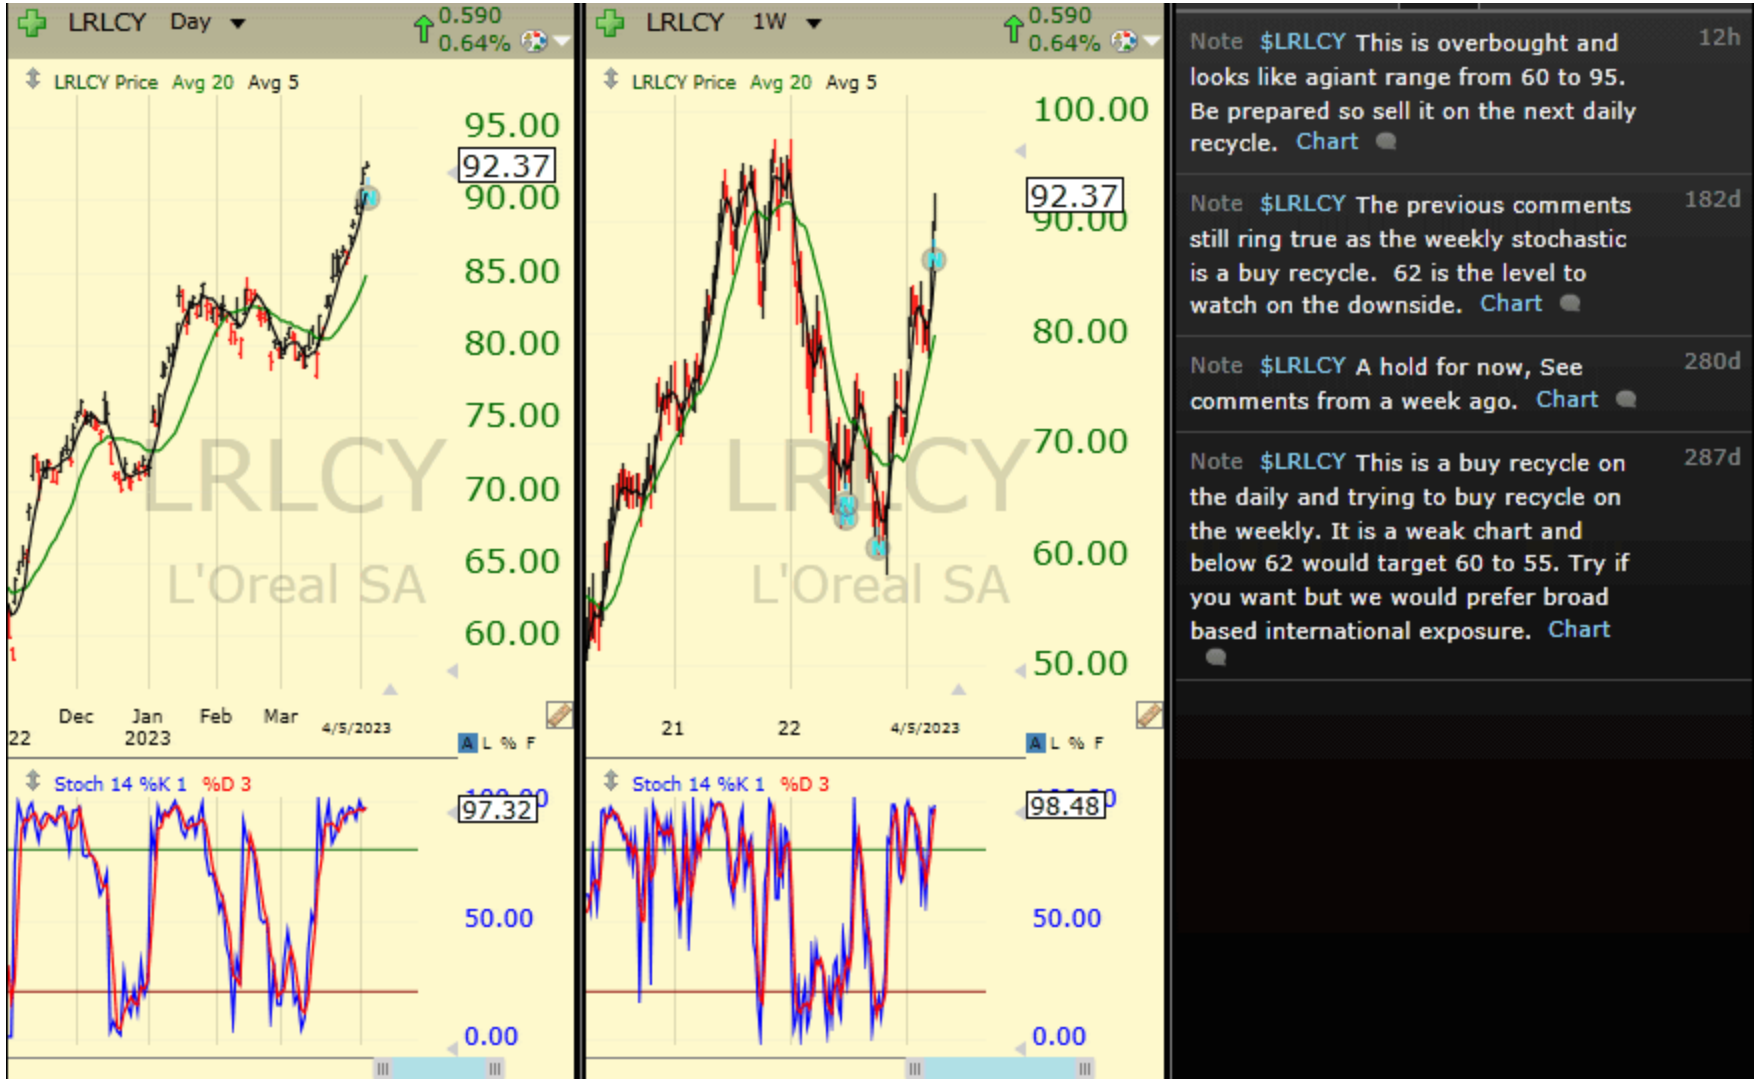 LRLCY Day
0.590
0.64%
LRLCY Price Avg 20 Avg 5
95.00
92.37
90.00
85.00
80.00
75.00
70.00
65.00
60.00
LRLCY
L'Oreal SA
N
Dec Jan Feb Mar 4/5/2023
22 2023
A L % F
Stoch 14 %K 1 %D 3
97.32
50.00
0.00
LRLCY 1W
0.590
0.64%
LRLCY Price Avg 20 Avg 5
100.00
92.37
90.00
80.00
70.00
60.00
50.00
LRLCY
L'Oreal SA
N
N
N
N
21 22 4/5/2023
A L % F
Stoch 14 %K 1 %D 3
98.48
50.00
0.00
Note $LRLCY This is overbought and 12h
looks like agiant range from 60 to 95.
Be prepared so sell it on the next daily
recycle. Chart
Note $LRLCY The previous comments 182d
still ring true as the weekly stochastic
is a buy recycle. 62 is the level to
watch on the downside. Chart
Note $LRLCY A hold for now, See 280d
comments from a week ago. Chart
Note $LRLCY This is a buy recycle on 287d
the daily and trying to buy recycle on
the weekly. It is a weak chart and
below 62 would target 60 to 55. Try if
you want but we would prefer broad
based international exposure. Chart